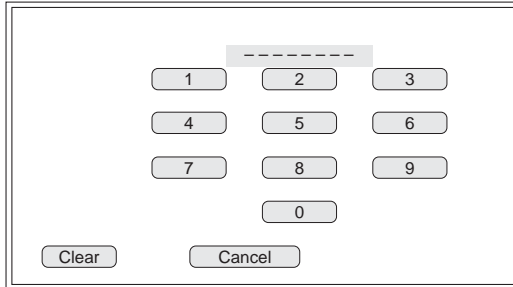 – – – – – – – –
1 2 3
4 5 6
7 8 9
0
Clear Cancel